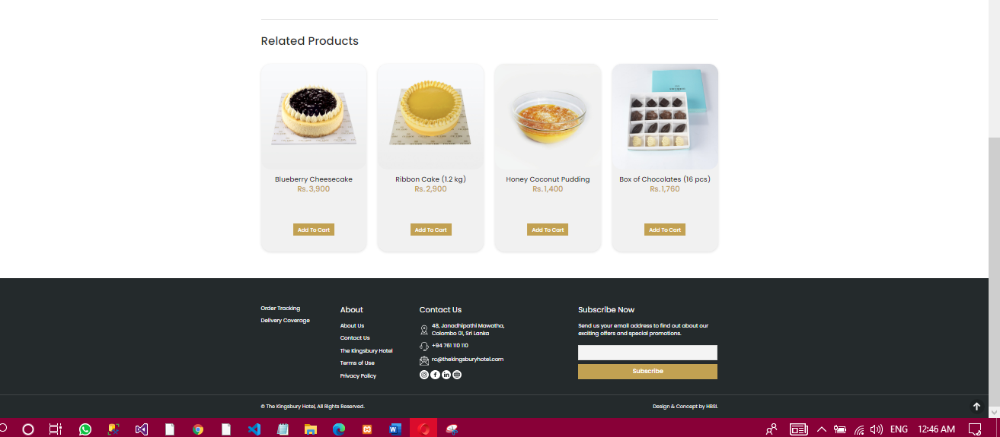 Related Products
Blueberry Cheesecake
Rs. 3,900
Add To Cart
Ribbon Cake (1.2 kg)
Rs. 2,900
Add To Cart
Honey Coconut Pudding
Rs. 1,400
Add To Cart
Box of Chocolates (16 pcs)
Rs. 1,760
Add To Cart
Order Tracking
Delivery Coverage
About
About Us
Contact Us
The Kingsbury Hotel
Terms of Use
Privacy Policy
Contact Us
48, Janadhipathi Mawatha,
Colombo 01, Sri Lanka
+94 761 110 110
rc@thekingsburyhotel.com
Subscribe Now
Send us your email address to find out about our
exciting offers and special promotions.
Subscribe
© The Kingsbury Hotel, All Rights Reserved.
Design & Concept by HBSI.
ENG
12:46 AM